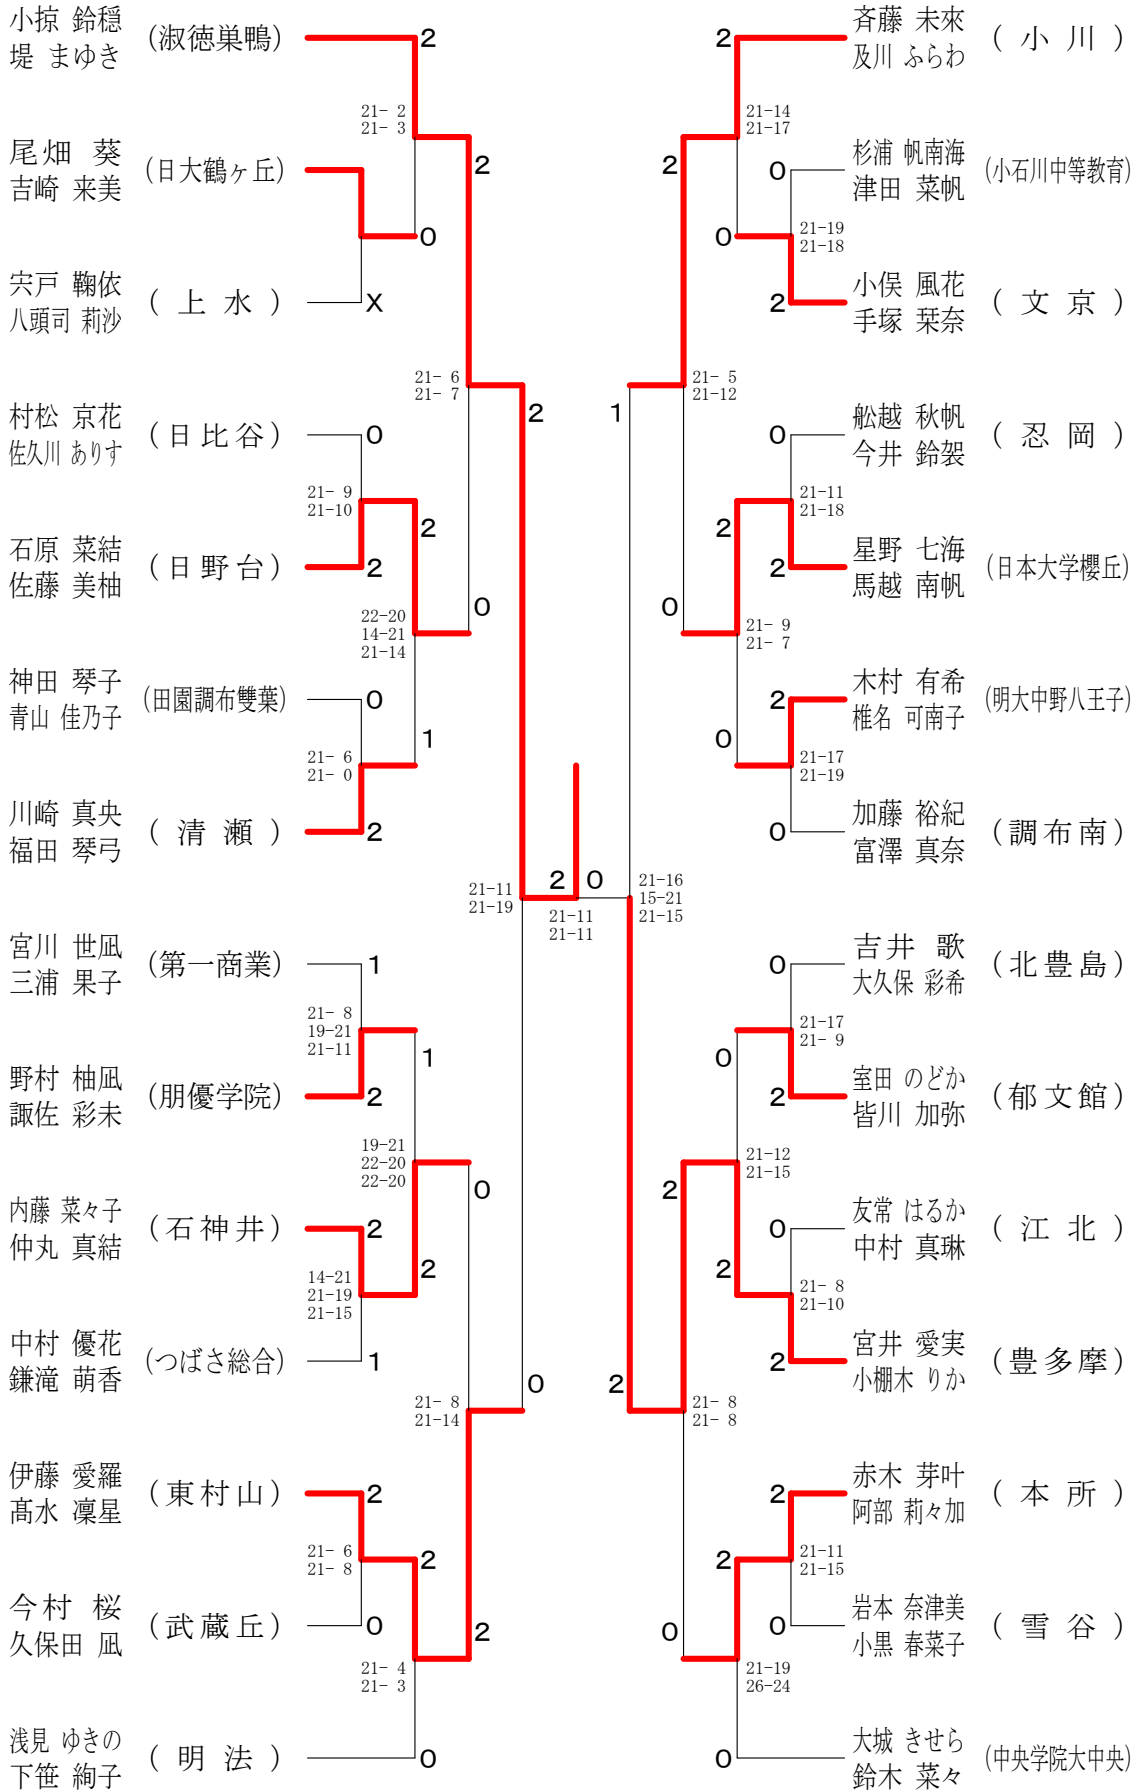 小掠 鈴穏
堤 まゆき
(淑徳巣鴨)
2
21- 2
21- 3
2
尾畑 葵
吉崎 来美
(日大鶴ヶ丘)
0
宍戸 鞠依
八頭司 莉沙
(上水)
X
21- 6
21- 7
2
村松 京花
佐久川 ありす
(日比谷)
0
21- 9
21-10
2
石原 菜結
佐藤 美柚
(日野台)
2
0
22-20
14-21
21-14
神田 琴子
青山 佳乃子
(田園調布雙葉)
0
1
21- 6
21- 0
川崎 真央
福田 琴弓
(清瀬)
2
21-11
21-19
2
0
21-11
21-11
宮川 世凪
三浦 果子
(第一商業)
1
21- 8
19-21
21-11
1
野村 柚凪
諏佐 彩未
(朋優学院)
2
19-21
22-20
22-20
0
内藤 菜々子
仲丸 真結
(石神井)
2
2
14-21
21-19
21-15
中村 優花
鎌滝 萌香
(つばさ総合)
1
0
21- 8
21-14
伊藤 愛羅
髙水 凜星
(東村山)
2
21- 6
21- 8
2
今村 桜
久保田 凪
(武蔵丘)
0
2
21- 4
21- 3
浅見 ゆきの
下笹 絢子
(明法)
0
2
斉藤 未來
及川 ふらわ
(小川)
21-14
21-17
2
0
杉浦 帆南海
津田 菜帆
(小石川中等教育)
0
21-19
21-18
2
小俣 風花
手塚 栞奈
(文京)
21- 5
21-12
1
0
船越 秋帆
今井 鈴袈
(忍岡)
21-11
21-18
2
2
星野 七海
馬越 南帆
(日本大学櫻丘)
0
21- 9
21- 7
2
木村 有希
椎名 可南子
(明大中野八王子)
0
21-17
21-19
0
加藤 裕紀
富澤 真奈
(調布南)
21-16
15-21
21-15
0
吉井 歌
大久保 彩希
(北豊島)
21-17
21- 9
0
2
室田 のどか
皆川 加弥
(郁文館)
21-12
21-15
2
0
友常 はるか
中村 真琳
(江北)
2
21- 8
21-10
2
宮井 愛実
小棚木 りか
(豊多摩)
2
21- 8
21- 8
2
赤木 芽叶
阿部 莉々加
(本所)
2
21-11
21-15
0
岩本 奈津美
小黒 春菜子
(雪谷)
0
21-19
26-24
0
大城 きせら
鈴木 菜々
(中央学院大中央)